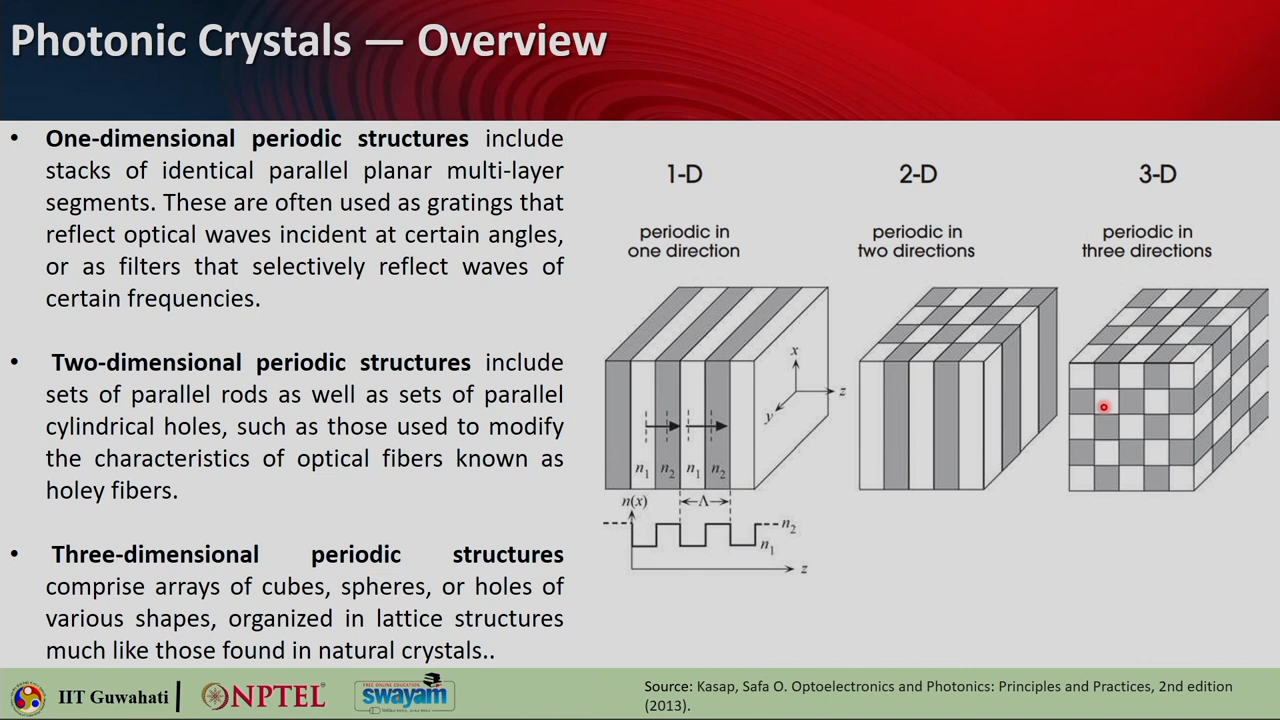 Photonic Crystals — Overview
• One-dimensional periodic structures include
stacks of identical parallel planar multi-layer
segments. These are often used as gratings that
reflect optical waves incident at certain angles,
or as filters that selectively reflect waves of
certain frequencies.
• Two-dimensional periodic structures include
sets of parallel rods as well as sets of parallel
cylindrical holes, such as those used to modify
the characteristics of optical fibers known as
holey fibers.
• Three-dimensional periodic structures
comprise arrays of cubes, spheres, or holes of
various shapes, organized in lattice structures
much like those found in natural crystals..
1-D
periodic in
one direction
x
z
y
n₁ n₂ n₁ n₂
n(x)
Λ
n₂
n₁
z
2-D
periodic in
two directions
3-D
periodic in
three directions
IIT Guwahati
NPTEL
FREE ONLINE EDUCATION
swayam
Source: Kasap, Safa O. Optoelectronics and Photonics: Principles and Practices, 2nd edition
(2013).